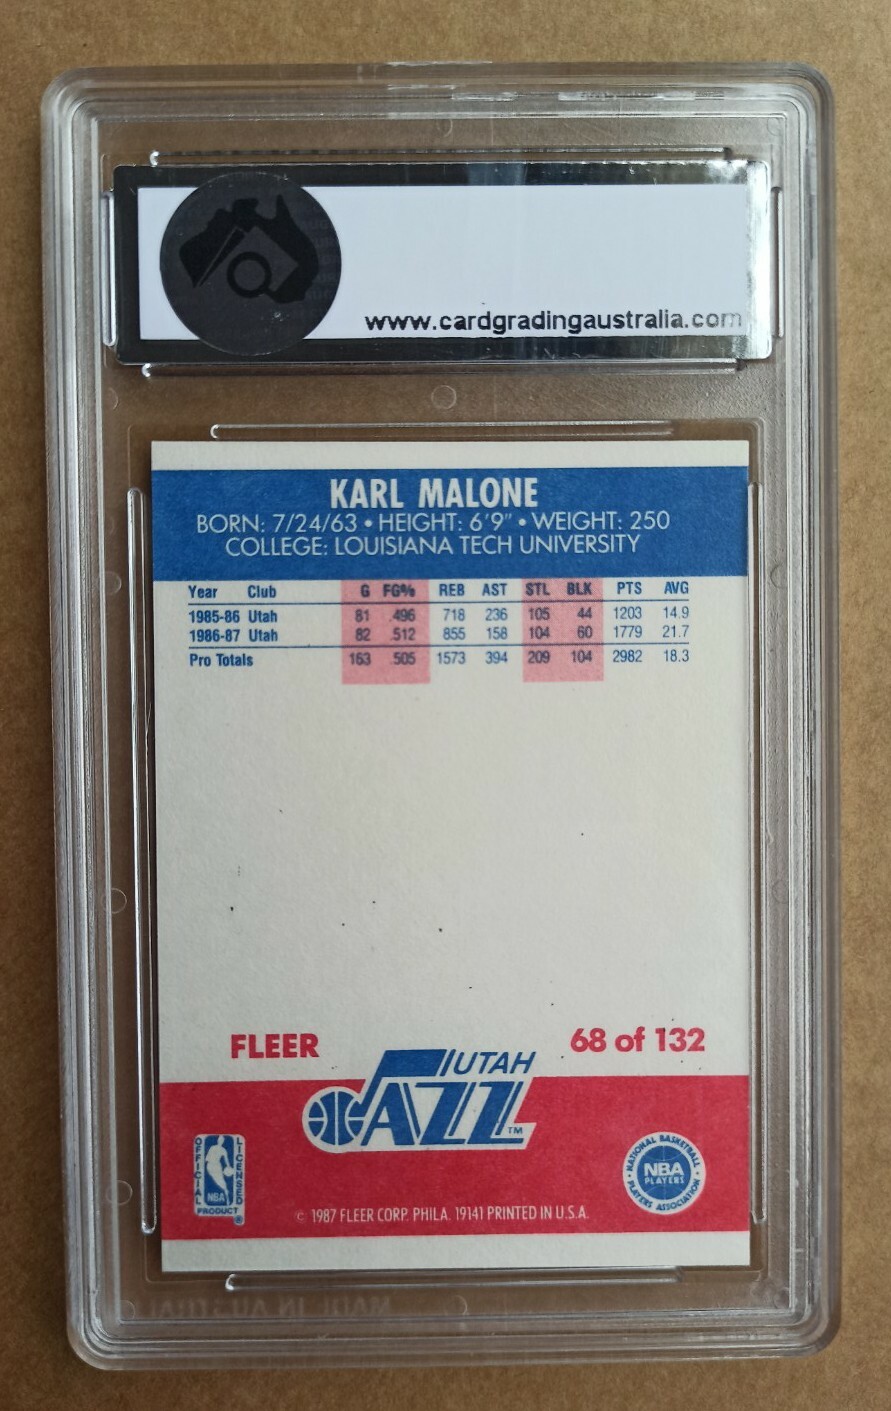 www.cardgradingaustralia.com
KARL MALONE
BORN: 7/24/63 • HEIGHT: 6'9" • WEIGHT: 250
COLLEGE: LOUISIANA TECH UNIVERSITY
Year Club G FG% REB AST STL BLK PTS AVG
1985-86 Utah 81 .496 718 236 105 44 1203 14.9
1986-87 Utah 82 .512 855 158 104 60 1779 21.7
Pro Totals 163 .505 1573 394 209 104 2982 18.3
FLEER 68 of 132
UTAH
JAZZ™
OFFICIAL LICENSED PRODUCT
NBA
®
NATIONAL BASKETBALL
NBA
PLAYERS
PLAYERS ASSOCIATION
© 1987 FLEER CORP. PHILA. 19141 PRINTED IN U.S.A.
MADE IN AUSTRALIA